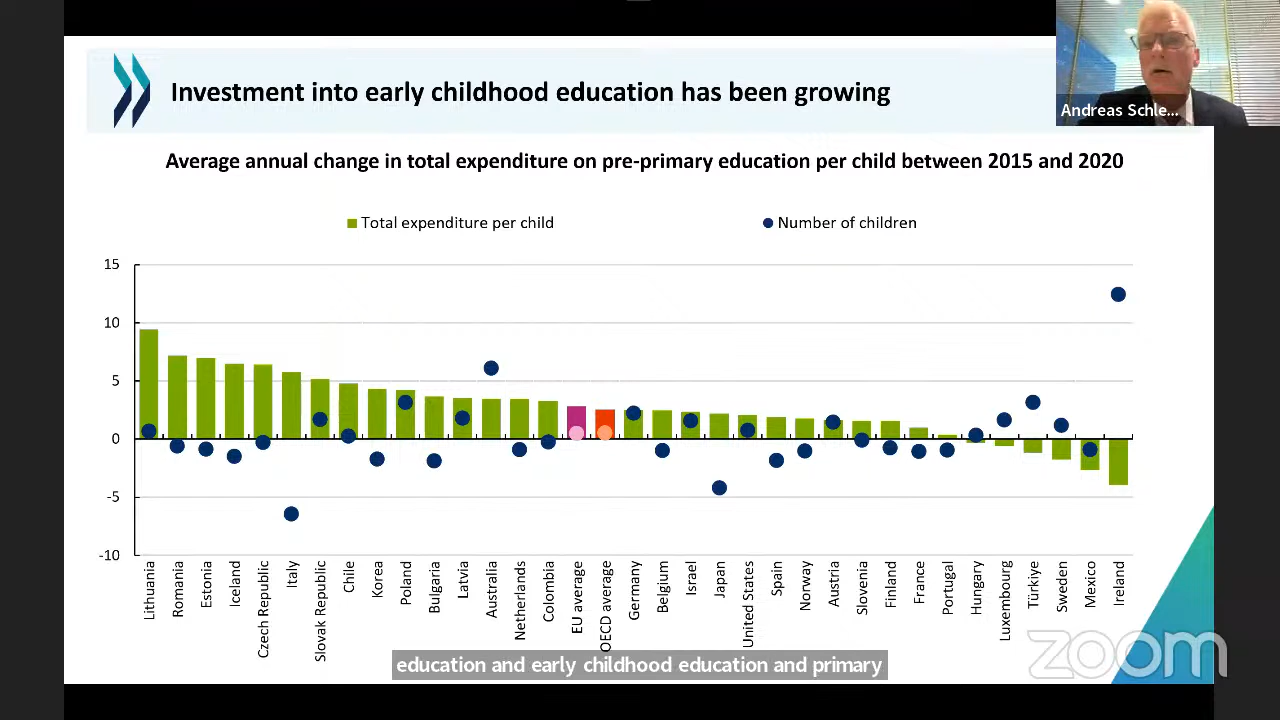 Investment into early childhood education has been growing
Andreas Schle...
Average annual change in total expenditure on pre-primary education per child between 2015 and 2020
Total expenditure per child
Number of children
15
10
5
0
-5
-10
Lithuania
Romania
Estonia
Iceland
Czech Republic
Italy
Slovak Republic
Chile
Korea
Poland
Bulgaria
Latvia
Australia
Netherlands
Colombia
EU average
OECD average
Germany
Belgium
Israel
Japan
United States
Spain
Norway
Austria
Slovenia
Finland
France
Portugal
Hungary
Luxembourg
Türkiye
Sweden
Mexico
Ireland
education and early childhood education and primary
zoom